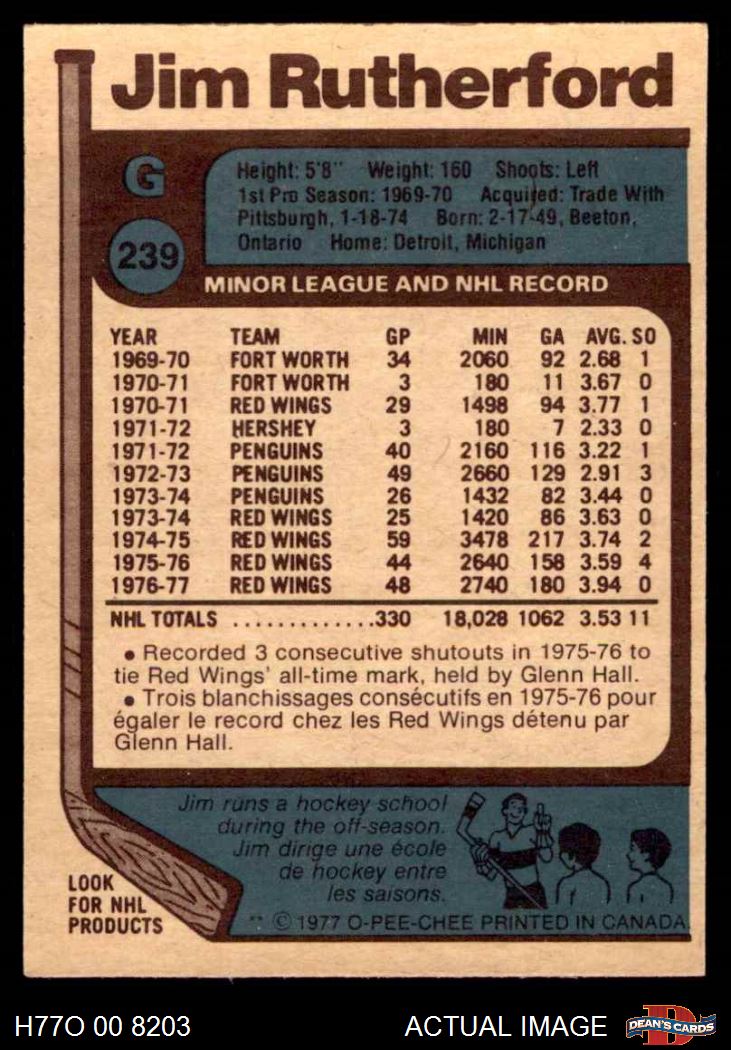 Jim Rutherford
G
239
Height: 5'8" Weight: 160 Shoots: Left
1st Pro Season: 1969-70 Acquired: Trade With
Pittsburgh, 1-18-74 Born: 2-17-49, Beeton,
Ontario Home: Detroit, Michigan
MINOR LEAGUE AND NHL RECORD
YEAR TEAM GP MIN GA AVG. SO
1969-70 FORT WORTH 34 2060 92 2.68 1
1970-71 FORT WORTH 3 180 11 3.67 0
1970-71 RED WINGS 29 1498 94 3.77 1
1971-72 HERSHEY 3 180 7 2.33 0
1971-72 PENGUINS 40 2160 116 3.22 1
1972-73 PENGUINS 49 2660 129 2.91 3
1973-74 PENGUINS 26 1432 82 3.44 0
1973-74 RED WINGS 25 1420 86 3.63 0
1974-75 RED WINGS 59 3478 217 3.74 2
1975-76 RED WINGS 44 2640 158 3.59 4
1976-77 RED WINGS 48 2740 180 3.94 0
NHL TOTALS .............330 18,028 1062 3.53 11
• Recorded 3 consecutive shutouts in 1975-76 to
tie Red Wings' all-time mark, held by Glenn Hall.
• Trois blanchissages consécutifs en 1975-76 pour
égaler le record chez les Red Wings détenu par
Glenn Hall.
Jim runs a hockey school
during the off-season.
Jim dirige une école
de hockey entre
les saisons.
LOOK
FOR NHL
PRODUCTS
** © 1977 O-PEE-CHEE PRINTED IN CANADA
H77O 00 8203 ACTUAL IMAGE
D
DEAN'S CARDS